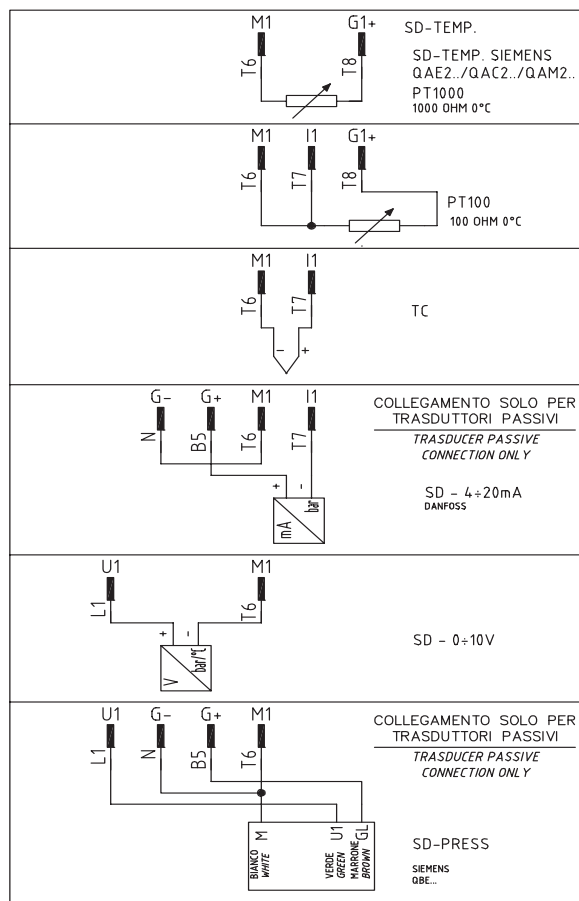 M1 G1+ SD-TEMP.
T6 T8
SD-TEMP. SIEMENS
QAE2../QAC2../QAM2..
PT1000
1000 OHM 0°C
M1 I1 G1+
T6 T7 T8
PT100
100 OHM 0°C
M1 I1
T6 T7
- +
TC
G- G+ M1 I1
N B5 T6 T7
+ -
mA bar
COLLEGAMENTO SOLO PER
TRASDUTTORI PASSIVI
TRASDUCER PASSIVE
CONNECTION ONLY
SD - 4÷20mA
DANFOSS
U1 M1
L1 T6
+ -
V bar/°C
SD - 0÷10V
U1 G- G+ M1
L1 N B5 T6
COLLEGAMENTO SOLO PER
TRASDUTTORI PASSIVI
TRASDUCER PASSIVE
CONNECTION ONLY
M U1 GL
BIANCO
WHITE
VERDE
GREEN
MARRONE
BROWN
SD-PRESS
SIEMENS
QBE...